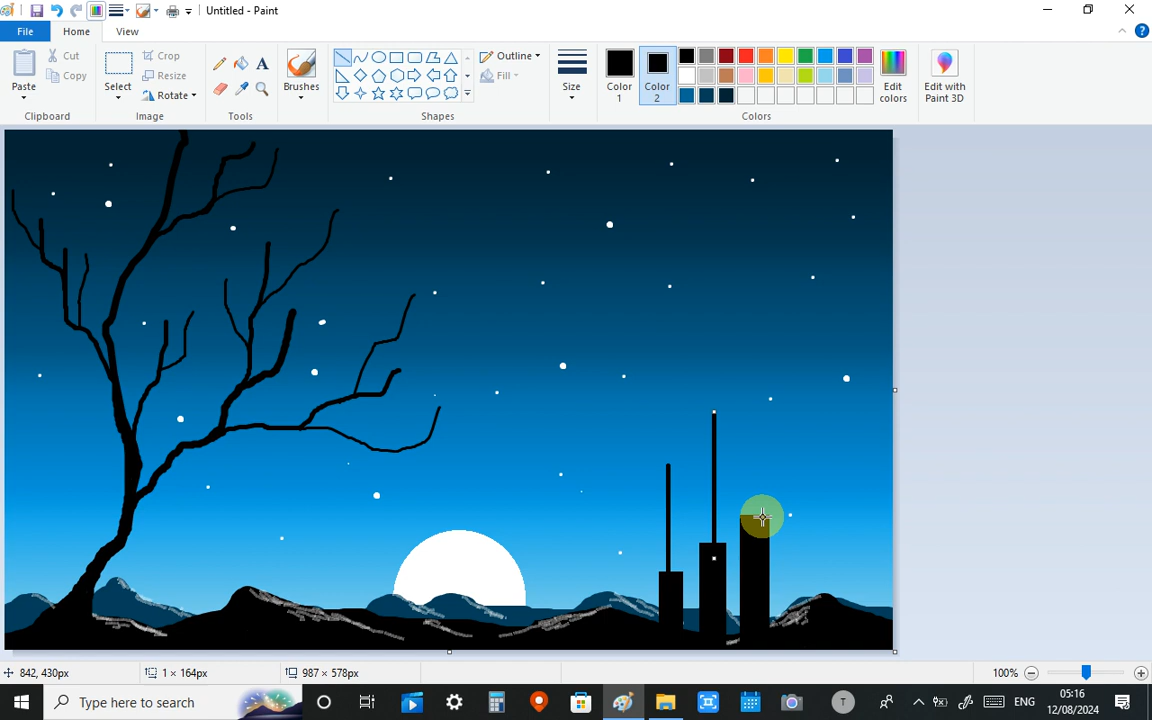 Untitled - Paint
File
Home
View
Paste
Cut
Copy
Clipboard
Select
Crop
Resize
Rotate
Image
A
Tools
Brushes
Outline
Fill
Shapes
Size
Color 1
Color 2
Edit colors
Colors
Edit with Paint 3D
?
842, 430px
1 × 164px
987 × 578px
100%
Type here to search
T
ENG
05:16
12/08/2024